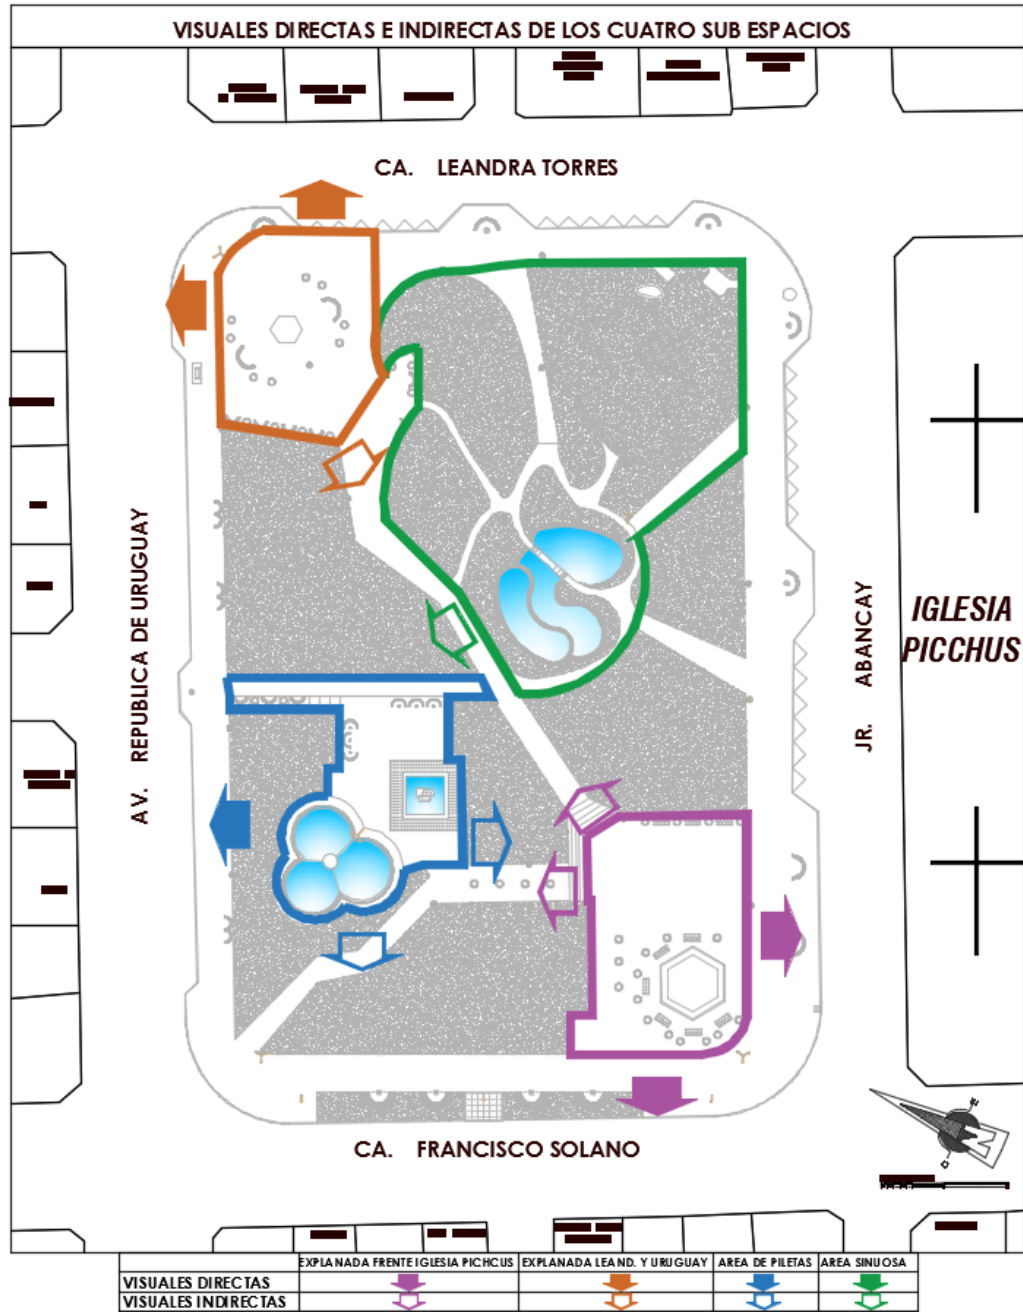 VISUALES DIRECTAS E INDIRECTAS DE LOS CUATRO SUB ESPACIOS
CA. LEANDRA TORRES
AV. REPUBLICA DE URUGUAY
JR. ABANCAY
IGLESIA
PICCHUS
CA. FRANCISCO SOLANO
N
EXPLANADA FRENTE IGLESIA PICHCUS EXPLANADA LEAND. Y URUGUAY AREA DE PILETAS AREA SINUOSA
VISUALES DIRECTAS
VISUALES INDIRECTAS